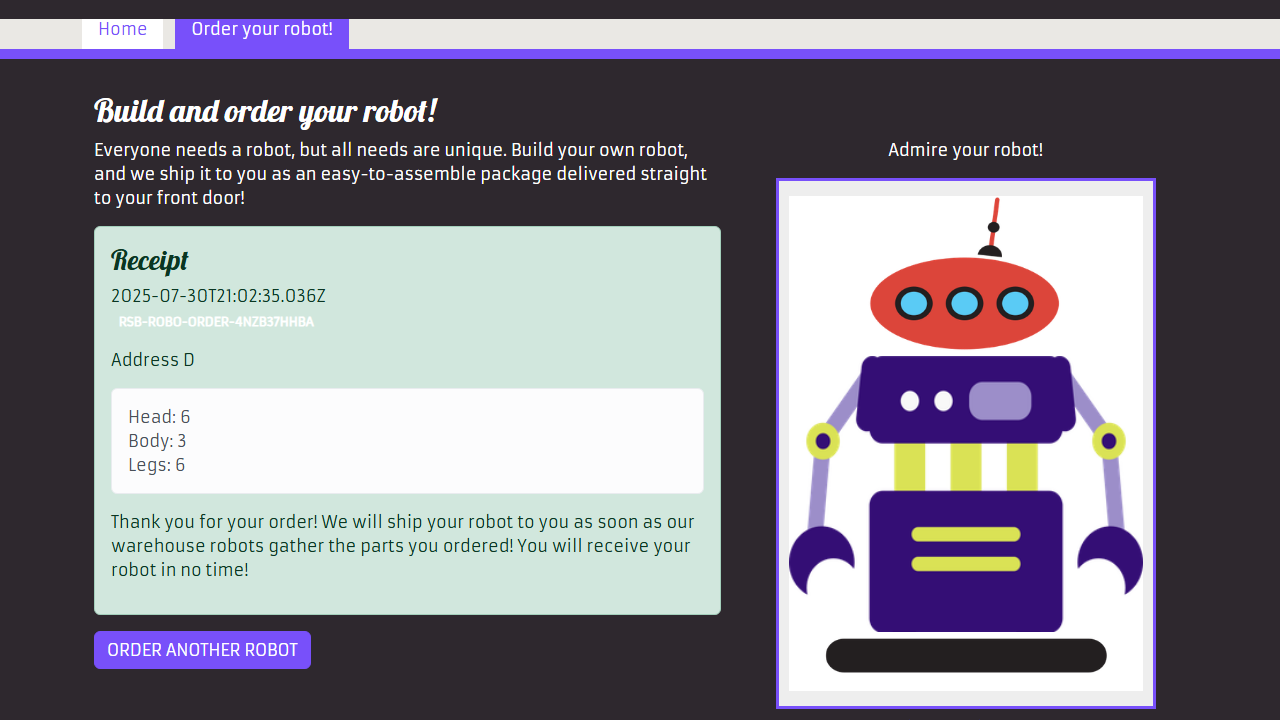 Home
Order your robot!
Build and order your robot!
Everyone needs a robot, but all needs are unique. Build your own robot,
and we ship it to you as an easy-to-assemble package delivered straight
to your front door!
Receipt
2025-07-30T21:02:35.036Z
RSB-ROBO-ORDER-4NZB37HHBA
Address D
Head: 6
Body: 3
Legs: 6
Thank you for your order! We will ship your robot to you as soon as our
warehouse robots gather the parts you ordered! You will receive your
robot in no time!
ORDER ANOTHER ROBOT
Admire your robot!